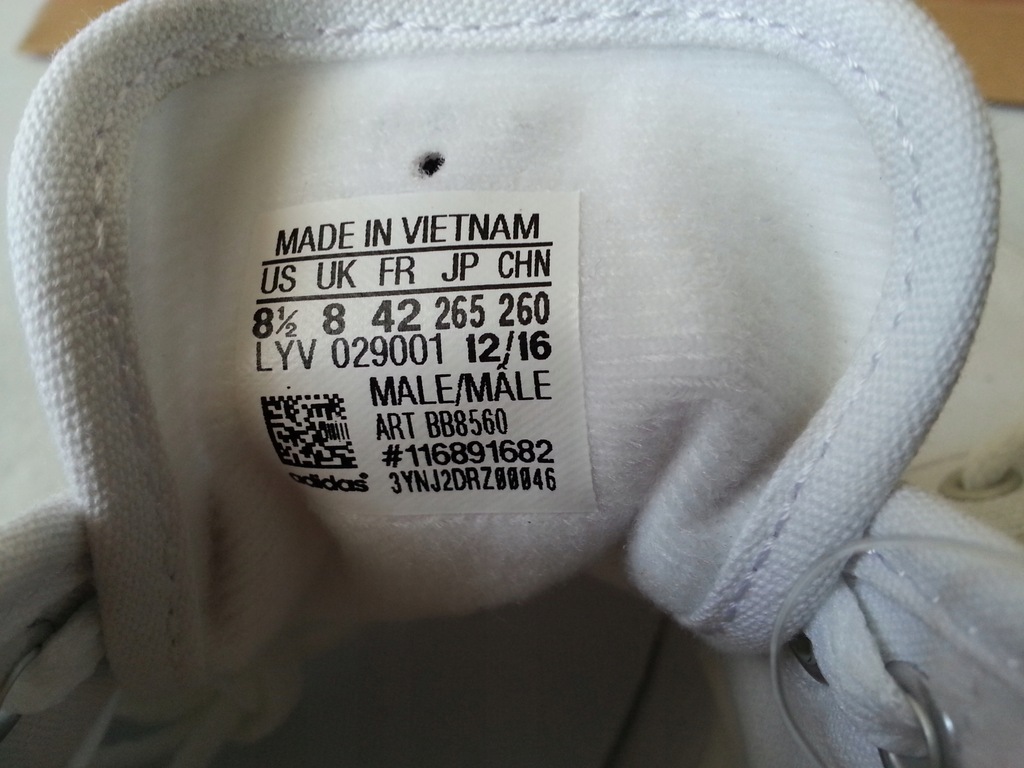 MADE IN VIETNAM
US UK FR JP CHN
8½ 8 42 265 260
LYV 029001 12/16
MALE/MÂLE
ART BB8560
#116891682
adidas®
3YNJ2DRZ00046